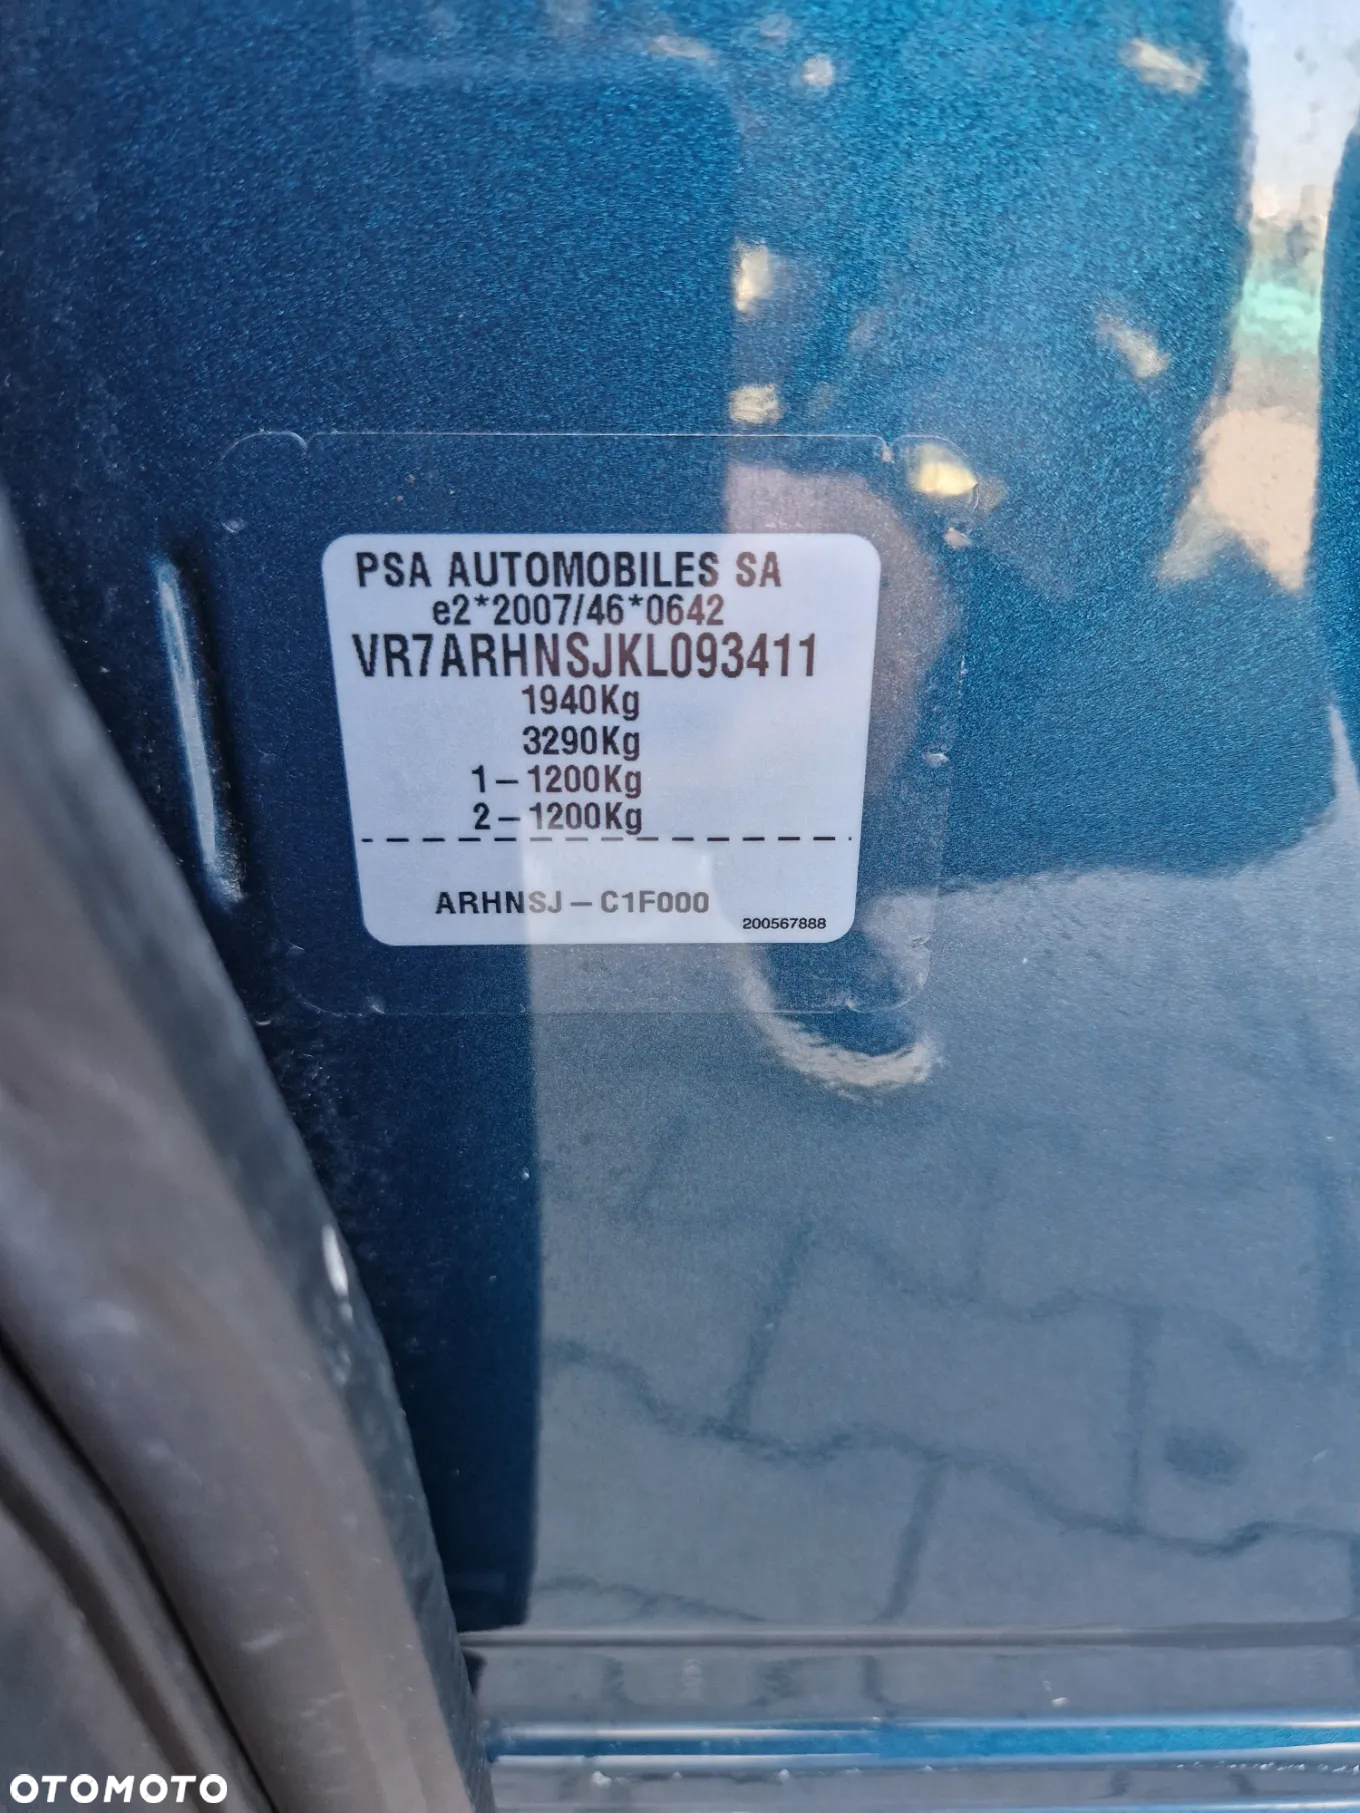 PSA AUTOMOBILES SA
e2*2007/46*0642
VR7ARHNSJKL093411
1940Kg
3290Kg
1-1200Kg
2-1200Kg
ARHNSJ-C1F000
200567888
OTOMOTO